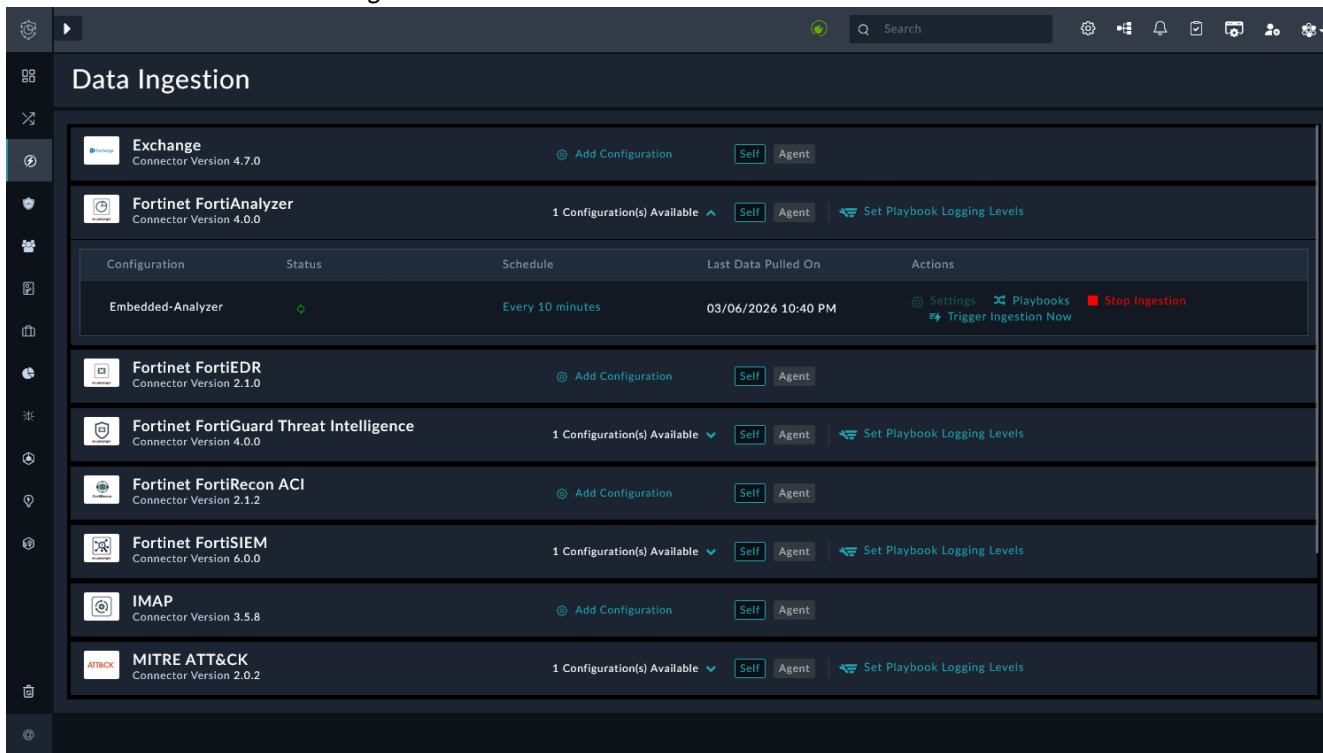 Search
Data Ingestion
Exchange
Exchange
Connector Version 4.7.0
Add Configuration
Self
Agent
Fortinet FortiAnalyzer
Connector Version 4.0.0
1 Configuration(s) Available
Self
Agent
Set Playbook Logging Levels
Configuration Status Schedule Last Data Pulled On Actions
Embedded-Analyzer Every 10 minutes 03/06/2026 10:40 PM
Settings Playbooks Stop Ingestion
Trigger Ingestion Now
Fortinet FortiEDR
Connector Version 2.1.0
Add Configuration
Self
Agent
Fortinet FortiGuard Threat Intelligence
Connector Version 4.0.0
1 Configuration(s) Available
Self
Agent
Set Playbook Logging Levels
Fortinet FortiRecon ACI
Connector Version 2.1.2
Add Configuration
Self
Agent
Fortinet FortiSIEM
Connector Version 6.0.0
1 Configuration(s) Available
Self
Agent
Set Playbook Logging Levels
IMAP
Connector Version 3.5.8
Add Configuration
Self
Agent
ATT&CK
MITRE ATT&CK
Connector Version 2.0.2
1 Configuration(s) Available
Self
Agent
Set Playbook Logging Levels
@